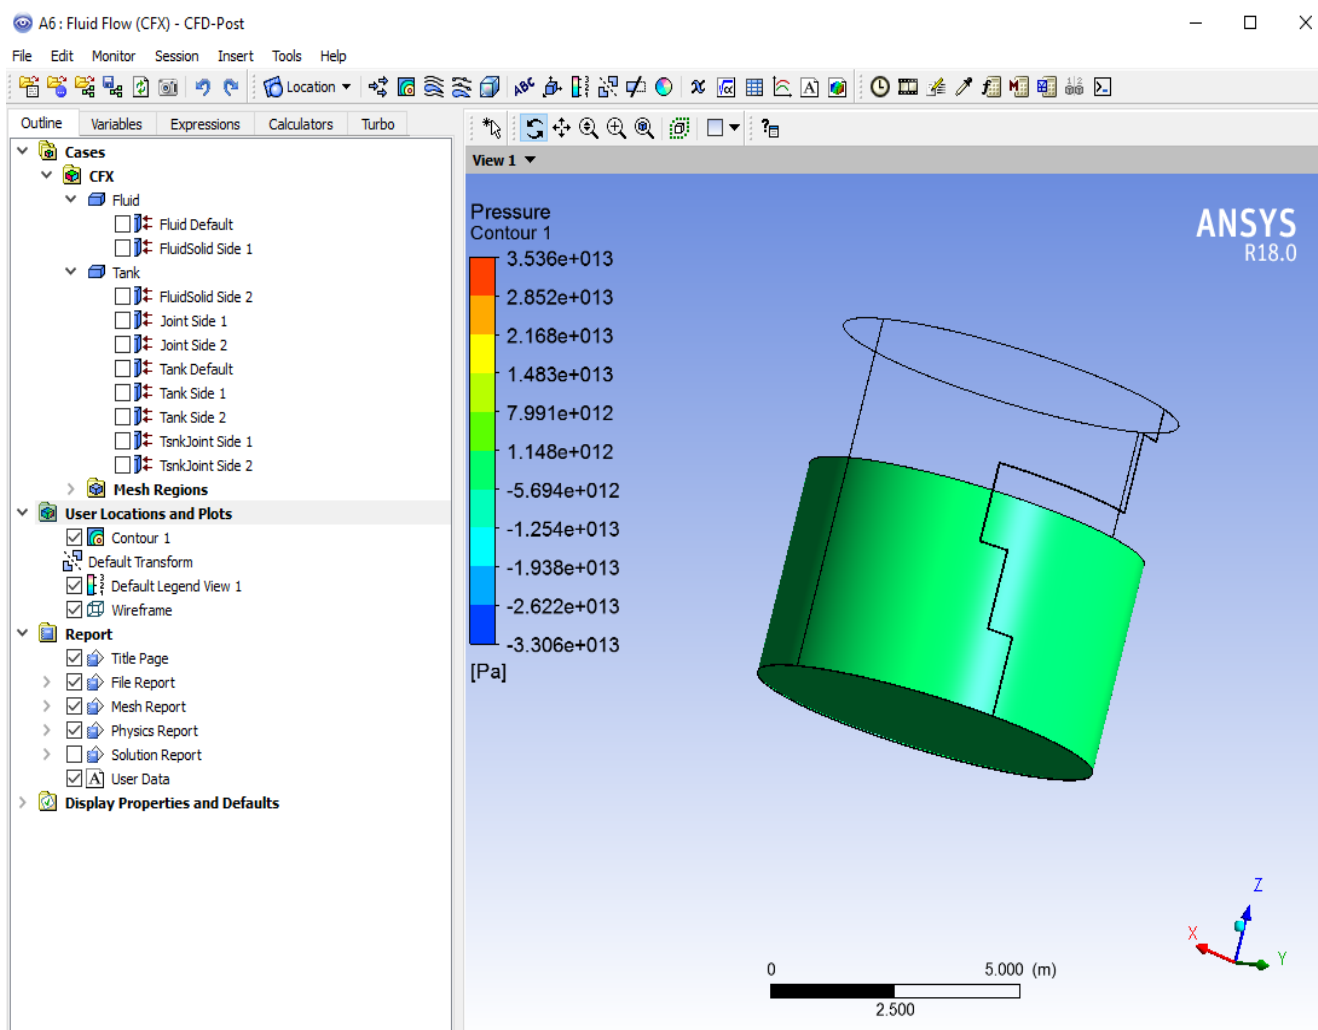 A6 : Fluid Flow (CFX) - CFD-Post
File Edit Monitor Session Insert Tools Help
Location
Outline Variables Expressions Calculators Turbo
Cases
CFX
Fluid
Fluid Default
FluidSolid Side 1
Tank
FluidSolid Side 2
Joint Side 1
Joint Side 2
Tank Default
Tank Side 1
Tank Side 2
TsnkJoint Side 1
TsnkJoint Side 2
Mesh Regions
User Locations and Plots
Contour 1
Default Transform
Default Legend View 1
Wireframe
Report
Title Page
File Report
Mesh Report
Physics Report
Solution Report
A User Data
Display Properties and Defaults
View 1
Pressure
Contour 1
3.536e+013
2.852e+013
2.168e+013
1.483e+013
7.991e+012
1.148e+012
-5.694e+012
-1.254e+013
-1.938e+013
-2.622e+013
-3.306e+013
[Pa]
ANSYS
R18.0
0 5.000 (m)
2.500
Z
X
Y